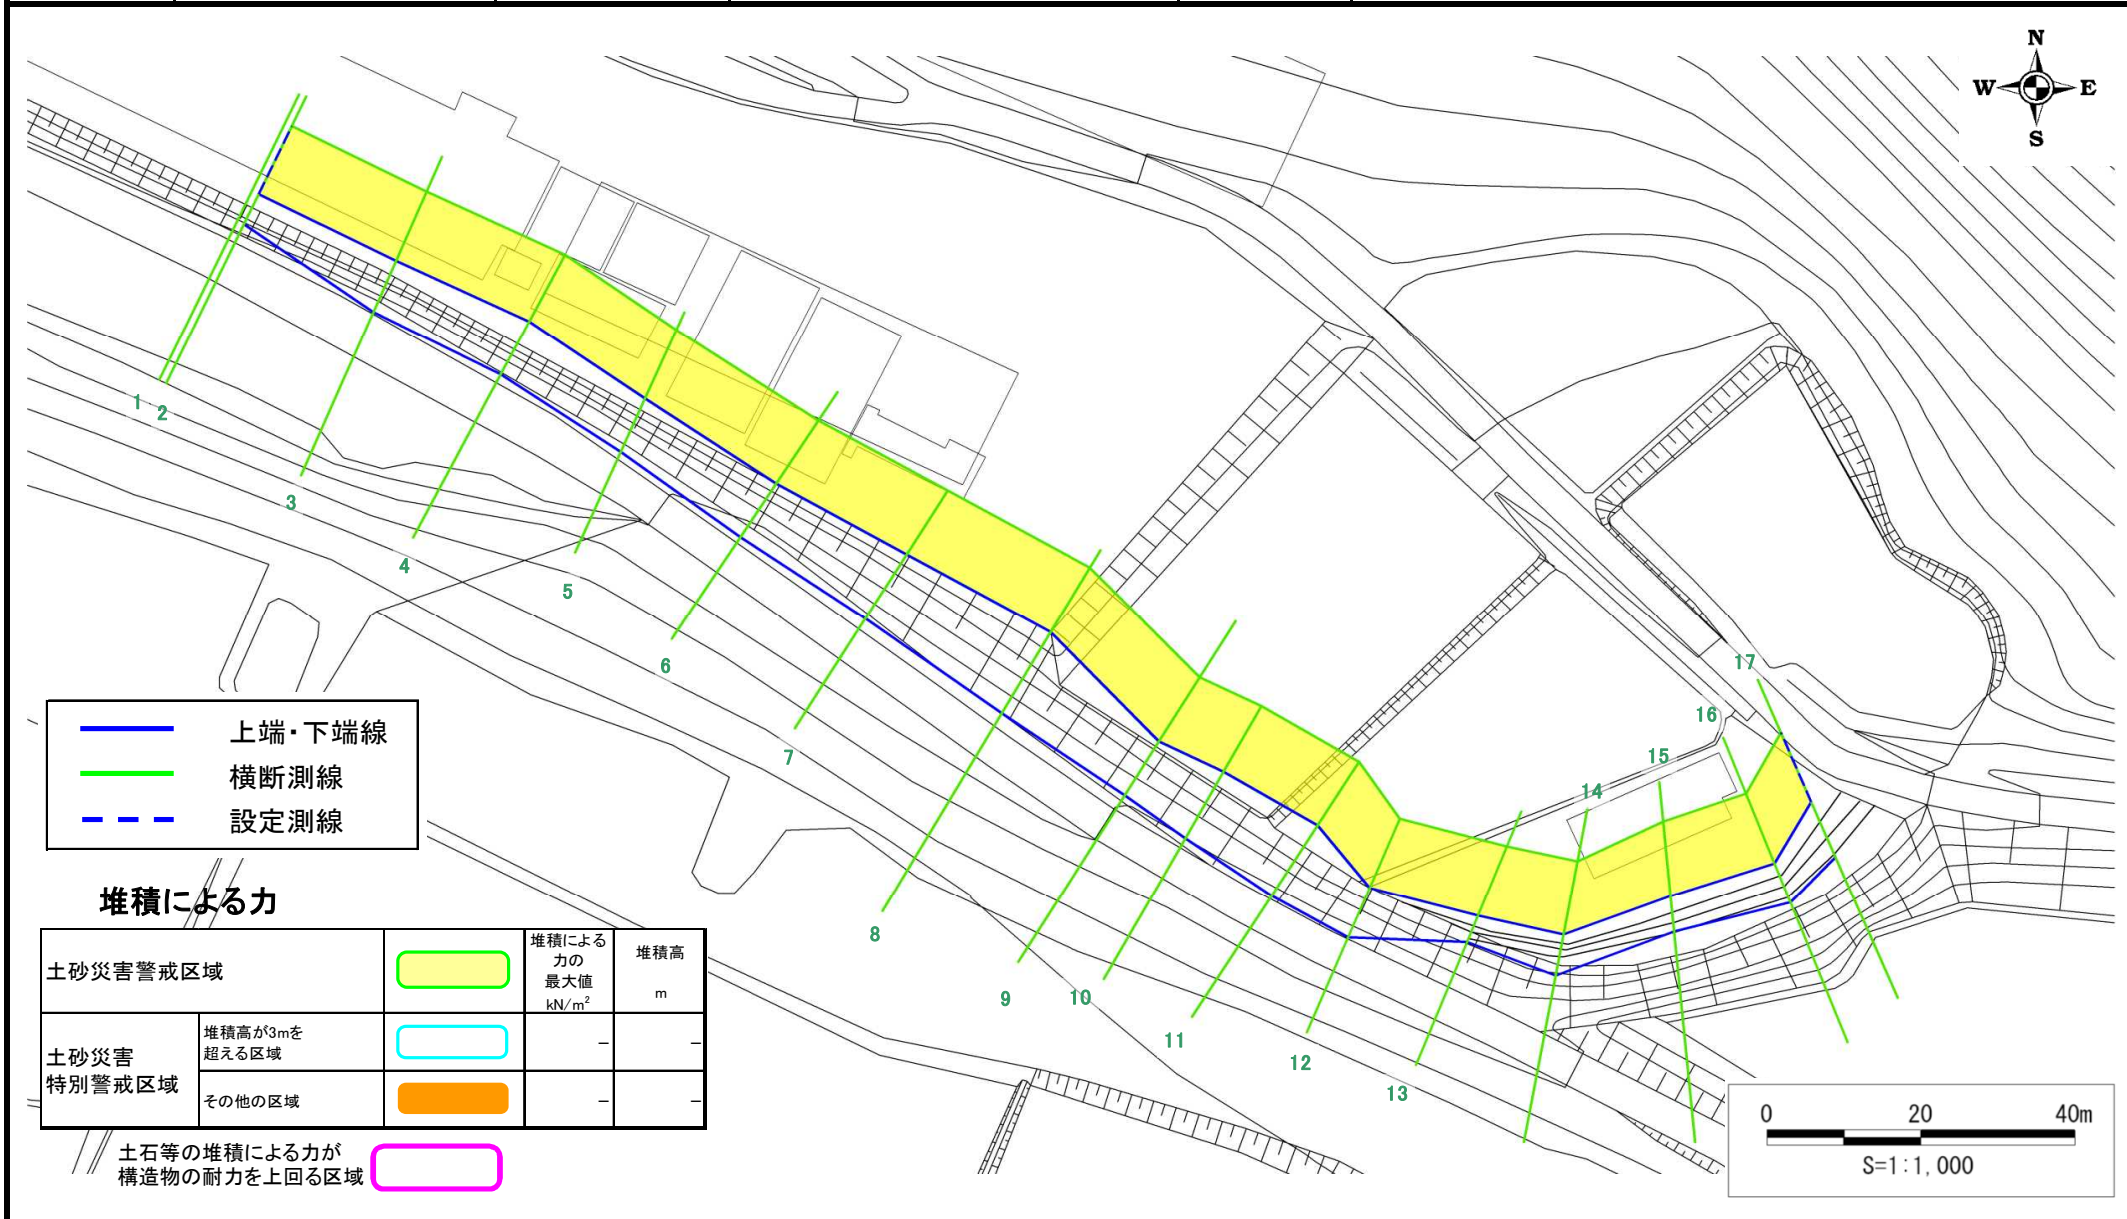 N
W E
S
1
2
3
4
5
6
7
8
9
10
11
12
13
14
15
16
17
上端・下端線
横断測線
設定測線
堆積による力
堆積による
力の
最大値
kN/m²
堆積高
m
土砂災害警戒区域
土砂災害
特別警戒区域
堆積高が3mを
超える区域
－ －
その他の区域
－ －
土石等の堆積による力が
構造物の耐力を上回る区域
0 20 40m
S=1:1,000